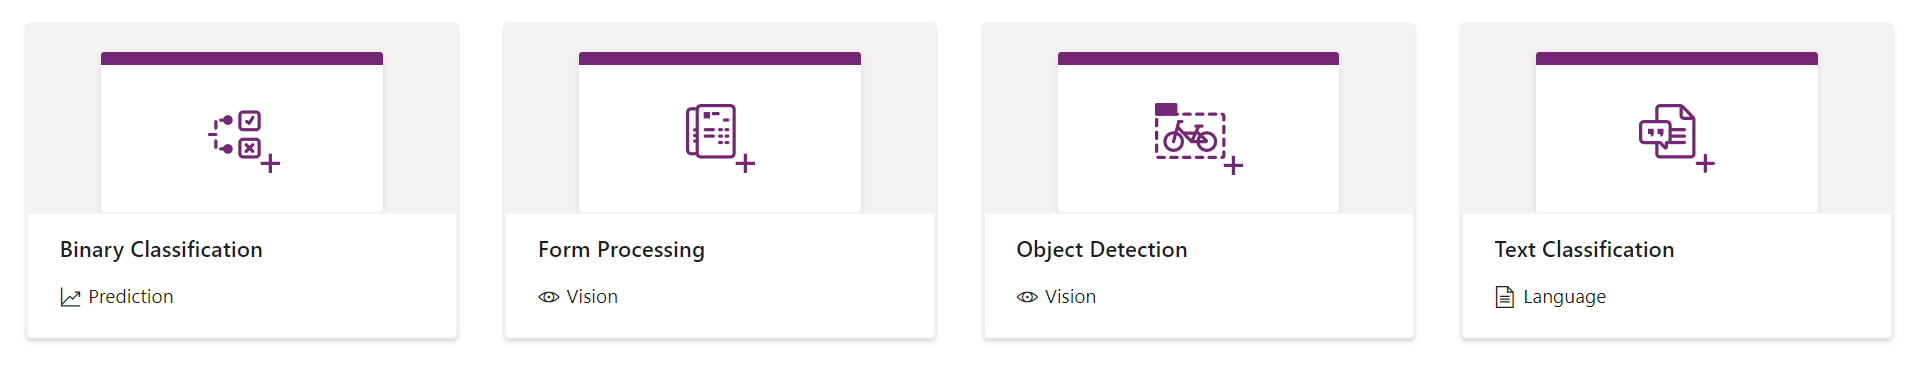 Binary Classification
Prediction
Form Processing
Vision
Object Detection
Vision
Text Classification
Language